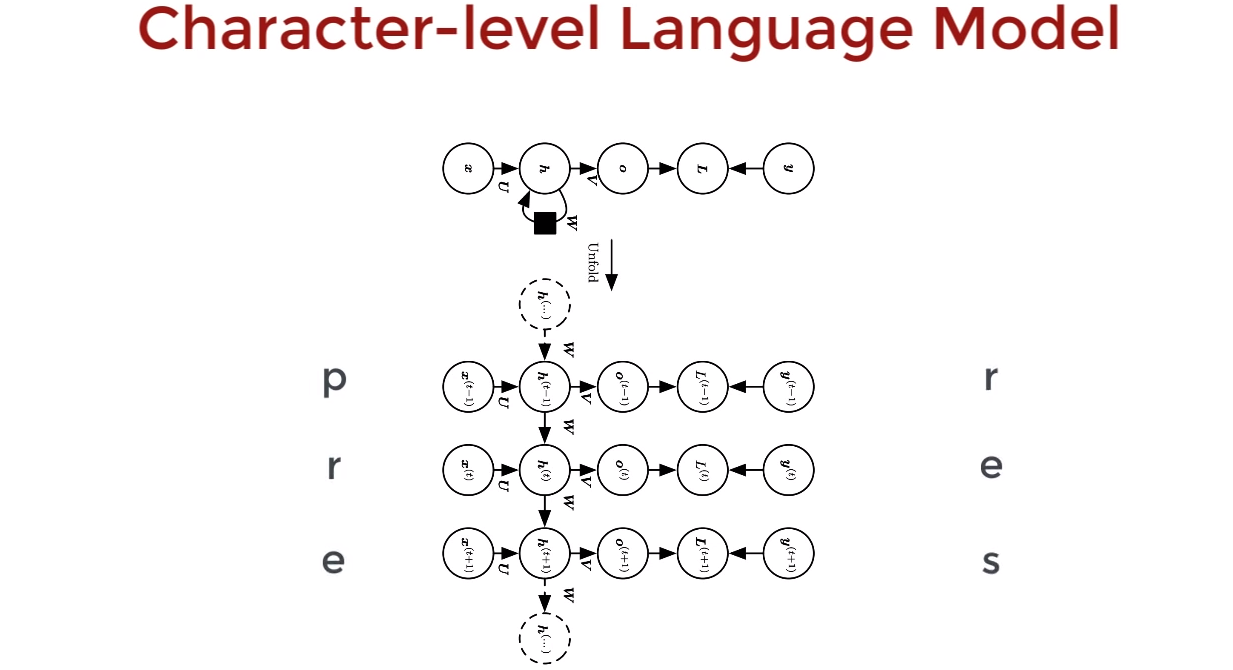 Character-level Language Model
x h o L y
U V
W
Unfold
h(...)
W
p x(t−1) h(t−1) o(t−1) L(t−1) y(t−1) r
U V
W
r x(t) h(t) o(t) L(t) y(t) e
U V
W
e x(t+1) h(t+1) o(t+1) L(t+1) y(t+1) s
U V
W
h(...)